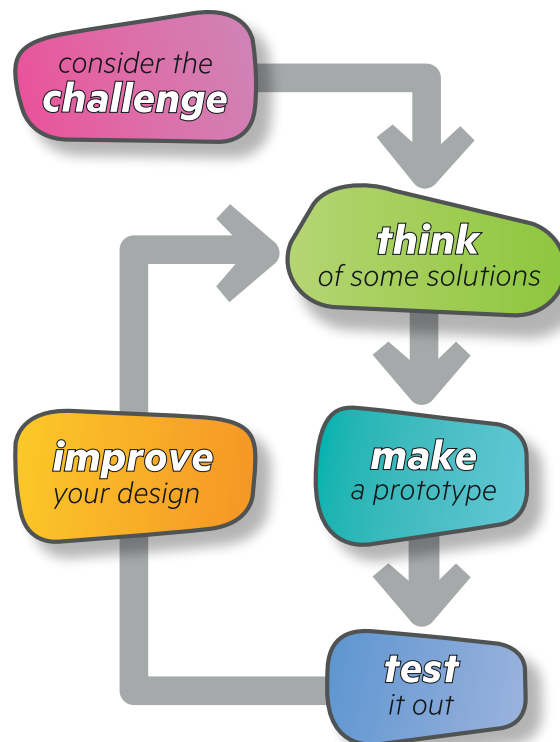 consider the
challenge
think
of some solutions
improve
your design
make
a prototype
test
it out